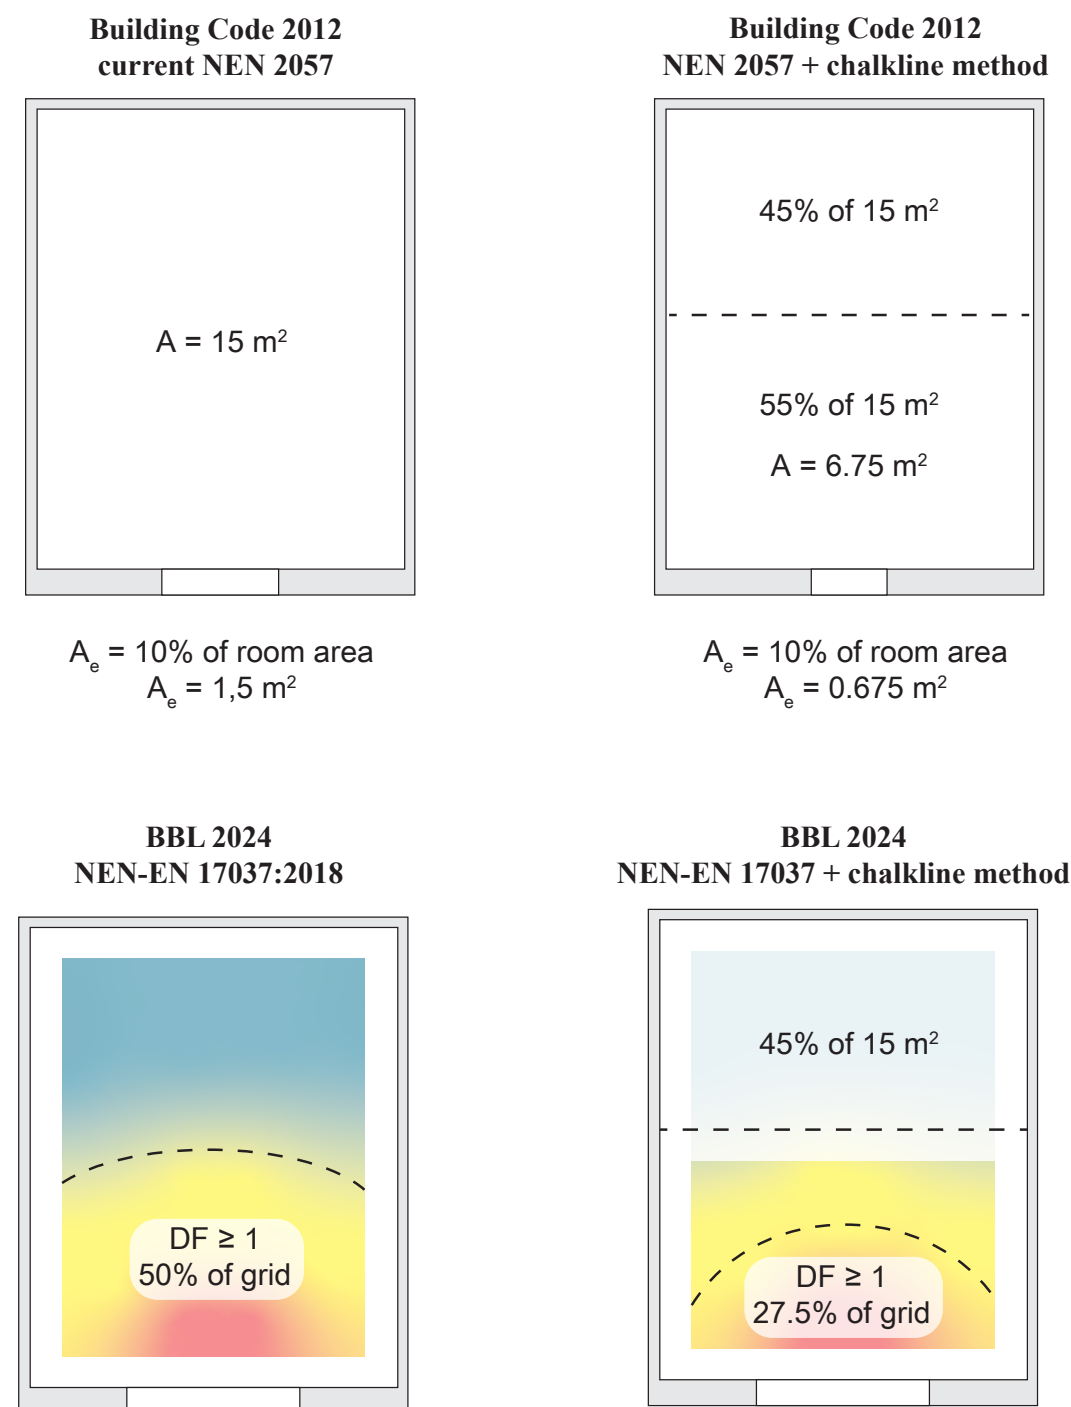 Building Code 2012
current NEN 2057
A = 15 m²
Aₑ = 10% of room area
Aₑ = 1,5 m²
Building Code 2012
NEN 2057 + chalkline method
45% of 15 m²
55% of 15 m²
A = 6.75 m²
Aₑ = 10% of room area
Aₑ = 0.675 m²
BBL 2024
NEN-EN 17037:2018
DF ≥ 1
50% of grid
BBL 2024
NEN-EN 17037 + chalkline method
45% of 15 m²
DF ≥ 1
27.5% of grid